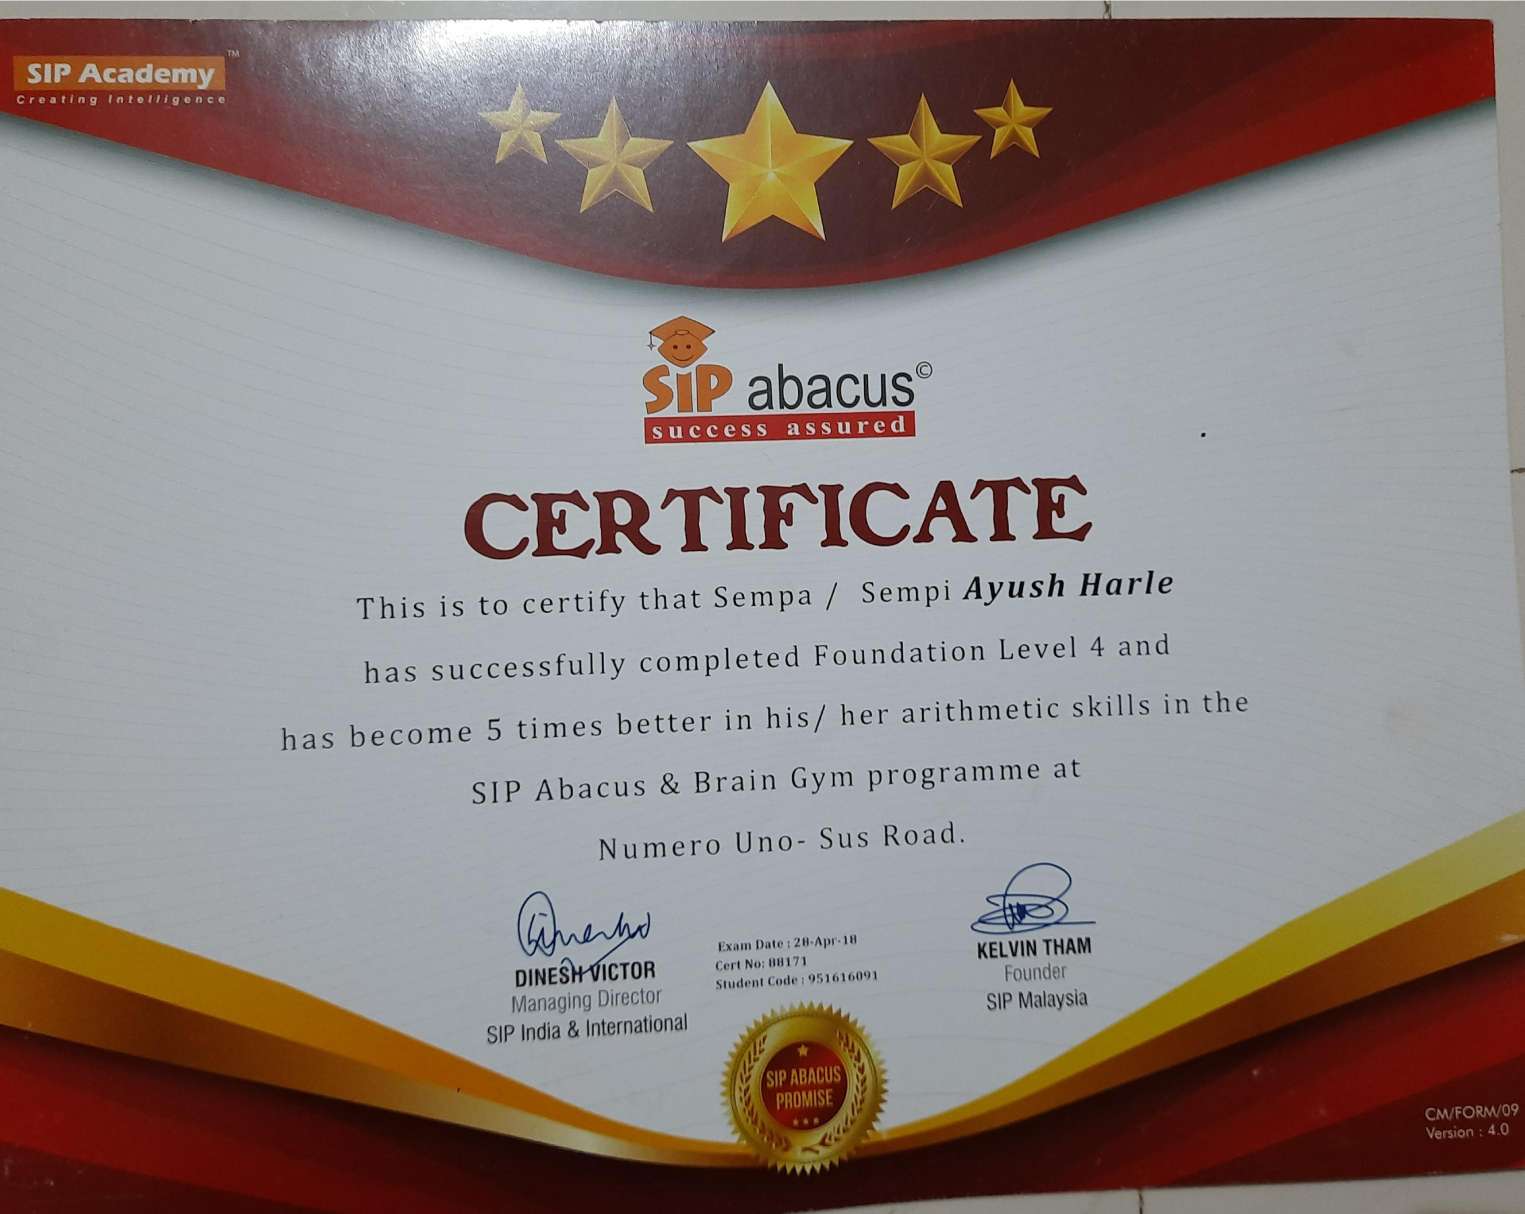 SIP Academy™
Creating Intelligence
SIP abacus©
success assured
CERTIFICATE
This is to certify that Sempa / Sempi Ayush Harle
has successfully completed Foundation Level 4 and
has become 5 times better in his/ her arithmetic skills in the
SIP Abacus & Brain Gym programme at
Numero Uno- Sus Road.
DINESH VICTOR
Managing Director
SIP India & International
Exam Date : 28-Apr-18
Cert No: 88171
Student Code : 951616091
KELVIN THAM
Founder
SIP Malaysia
SIP ABACUS
PROMISE
CM/FORM/09
Version : 4.0